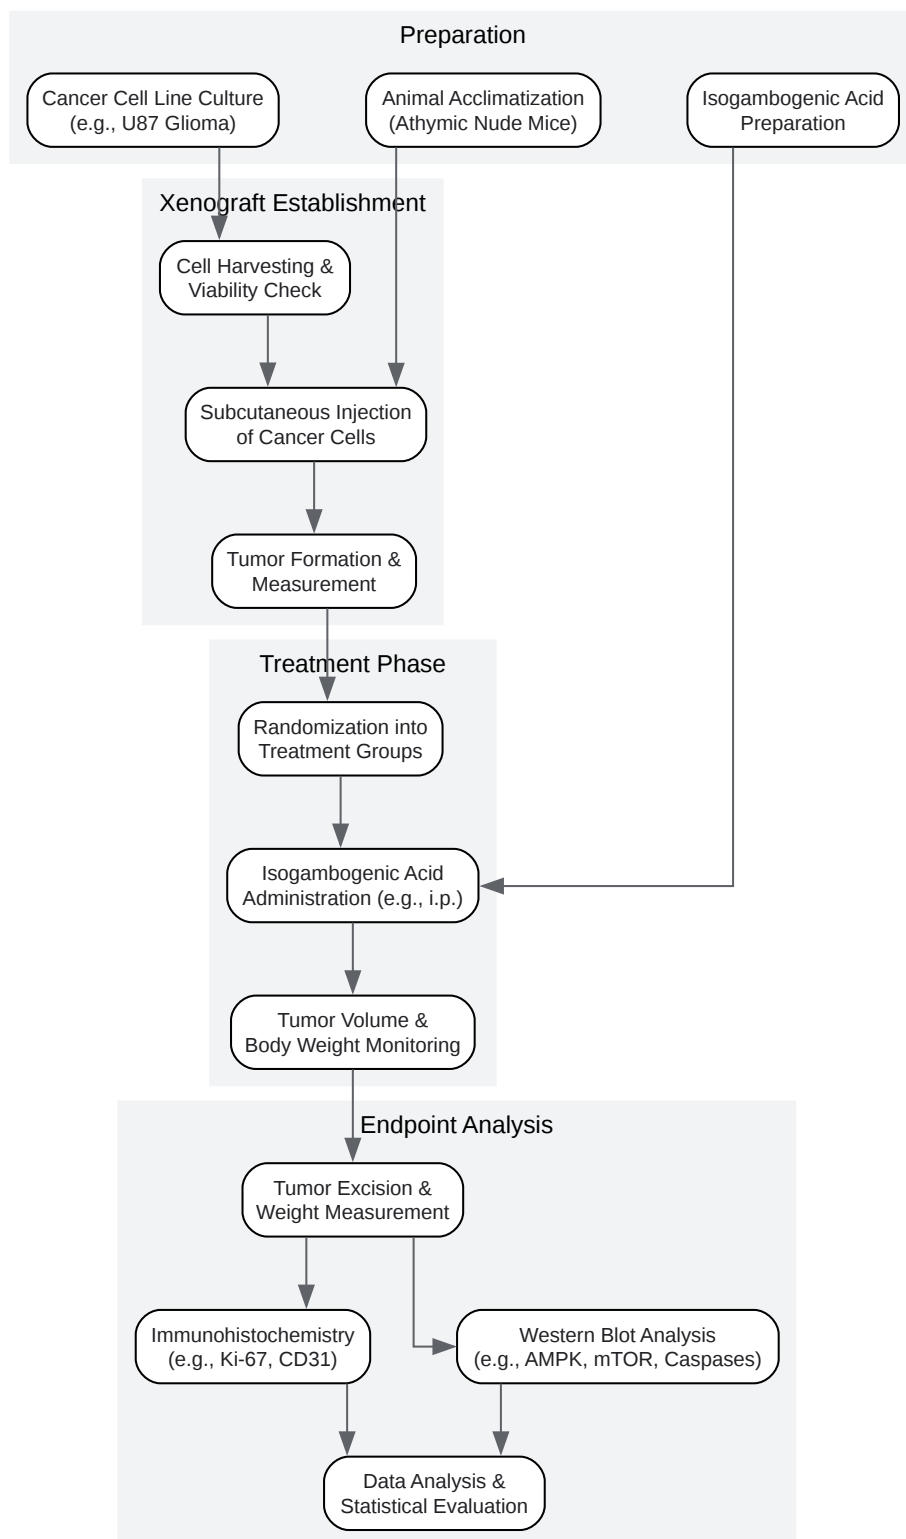 Preparation
Cancer Cell Line Culture
(e.g., U87 Glioma)
Animal Acclimatization
(Athymic Nude Mice)
Isogambogenic Acid
Preparation
Xenograft Establishment
Cell Harvesting &
Viability Check
Subcutaneous Injection
of Cancer Cells
Tumor Formation &
Measurement
Treatment Phase
Randomization into
Treatment Groups
Isogambogenic Acid
Administration (e.g., i.p.)
Tumor Volume &
Body Weight Monitoring
Endpoint Analysis
Tumor Excision &
Weight Measurement
Immunohistochemistry
(e.g., Ki-67, CD31)
Western Blot Analysis
(e.g., AMPK, mTOR, Caspases)
Data Analysis &
Statistical Evaluation